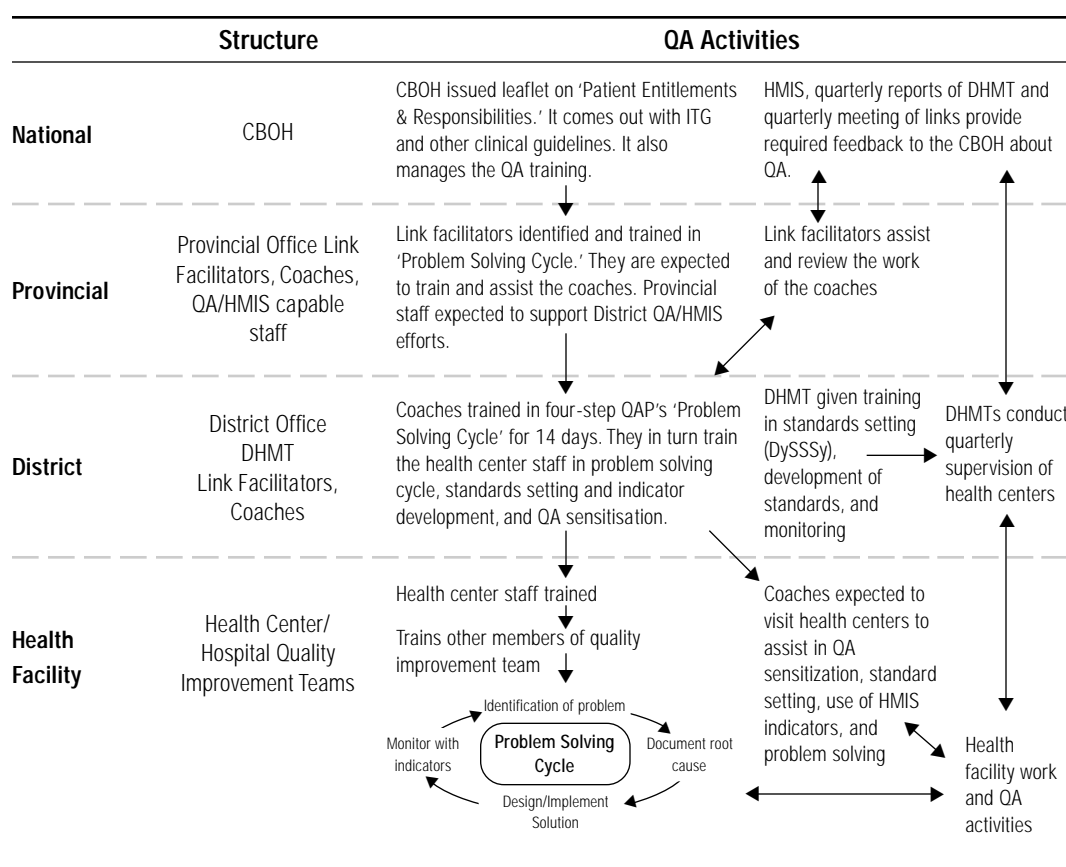 Structure
QA Activities
National
CBOH
CBOH issued leaflet on ‘Patient Entitlements
& Responsibilities.’ It comes out with ITG
and other clinical guidelines. It also
manages the QA training.
HMIS, quarterly reports of DHMT and
quarterly meeting of links provide
required feedback to the CBOH about
QA.
Provincial
Provincial Office Link
Facilitators, Coaches,
QA/HMIS capable
staff
Link facilitators identified and trained in
‘Problem Solving Cycle.’ They are expected
to train and assist the coaches. Provincial
staff expected to support District QA/HMIS
efforts.
Link facilitators assist
and review the work
of the coaches
District
District Office
DHMT
Link Facilitators,
Coaches
Coaches trained in four-step QAP’s ‘Problem
Solving Cycle’ for 14 days. They in turn train
the health center staff in problem solving
cycle, standards setting and indicator
development, and QA sensitisation.
DHMT given training
in standards setting
(DySSSy),
development of
standards, and
monitoring
DHMTs conduct
quarterly
supervision of
health centers
Health
Facility
Health Center/
Hospital Quality
Improvement Teams
Health center staff trained
Trains other members of quality
improvement team
Identification of problem
Monitor with
indicators
Problem Solving
Cycle
Document root
cause
Design/Implement
Solution
Coaches expected to
visit health centers to
assist in QA
sensitization, standard
setting, use of HMIS
indicators, and
problem solving
Health
facility work
and QA
activities